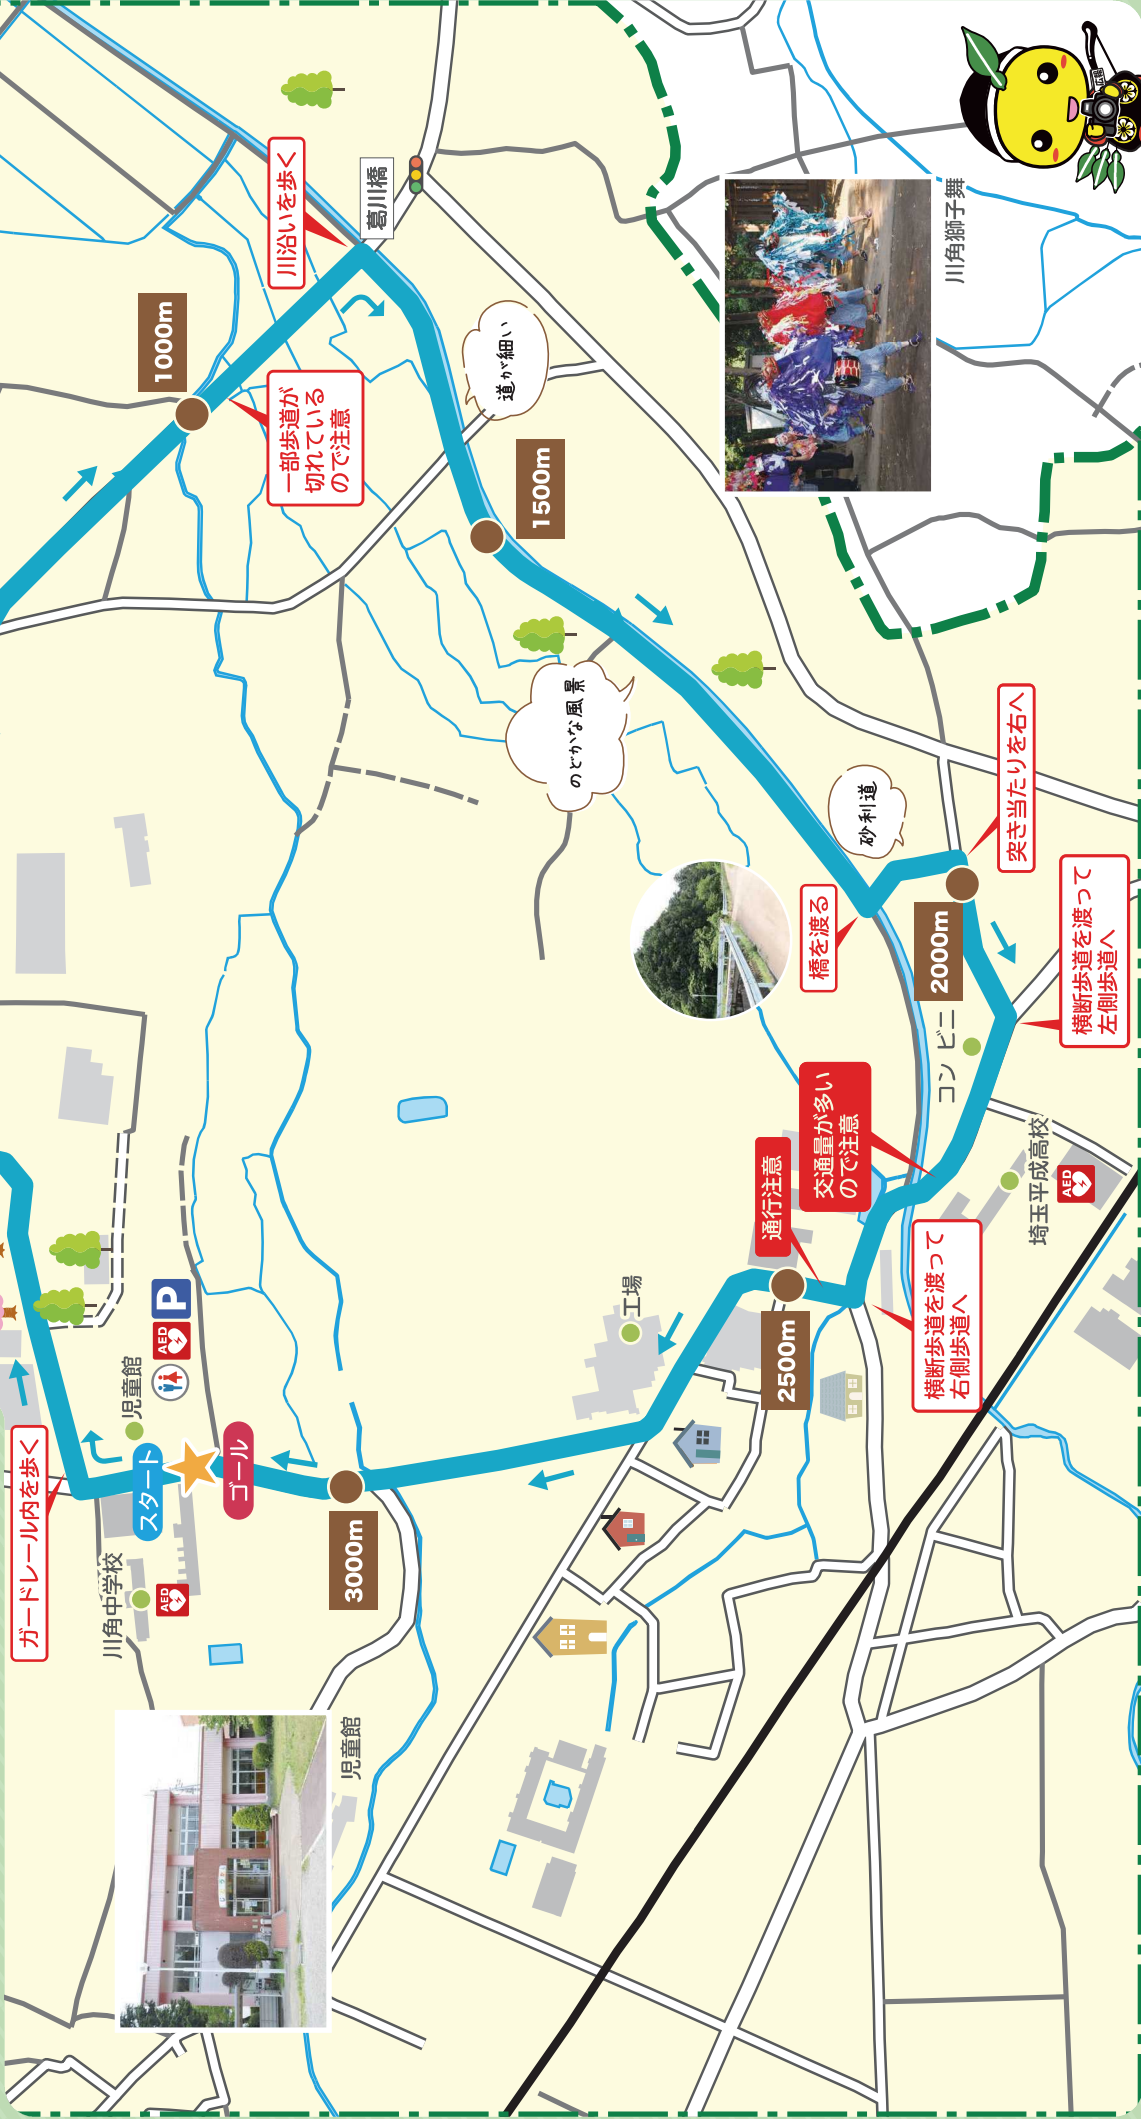 ガードレール内を歩く
児童館
P
AED
スタート
ゴール
川角中学校
AED
児童館
3000m
工場
2500m
通行注意
交通量が多い
ので注意
横断歩道を渡って
右側歩道へ
埼玉平成高校
AED
コンビニ
横断歩道を渡って
左側歩道へ
2000m
突き当たりを右へ
橋を渡る
砂利道
のどかな風景
1500m
道が細い
川角獅子舞
葛川橋
川沿いを歩く
一部歩道が
切れている
ので注意
1000m